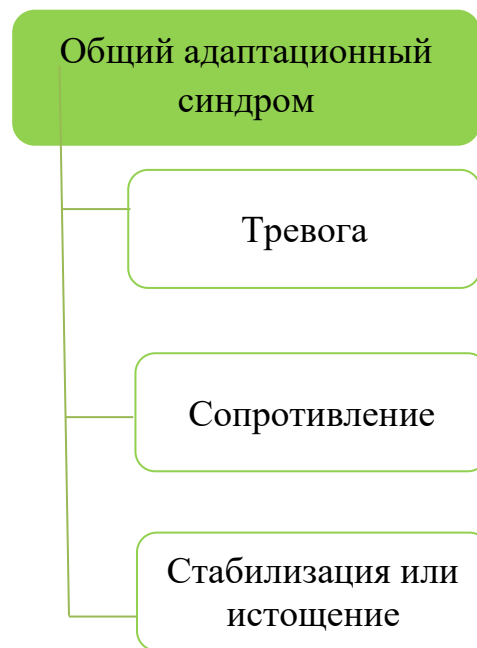 Общий адаптационный
синдром
Тревога
Сопротивление
Стабилизация или
истощение